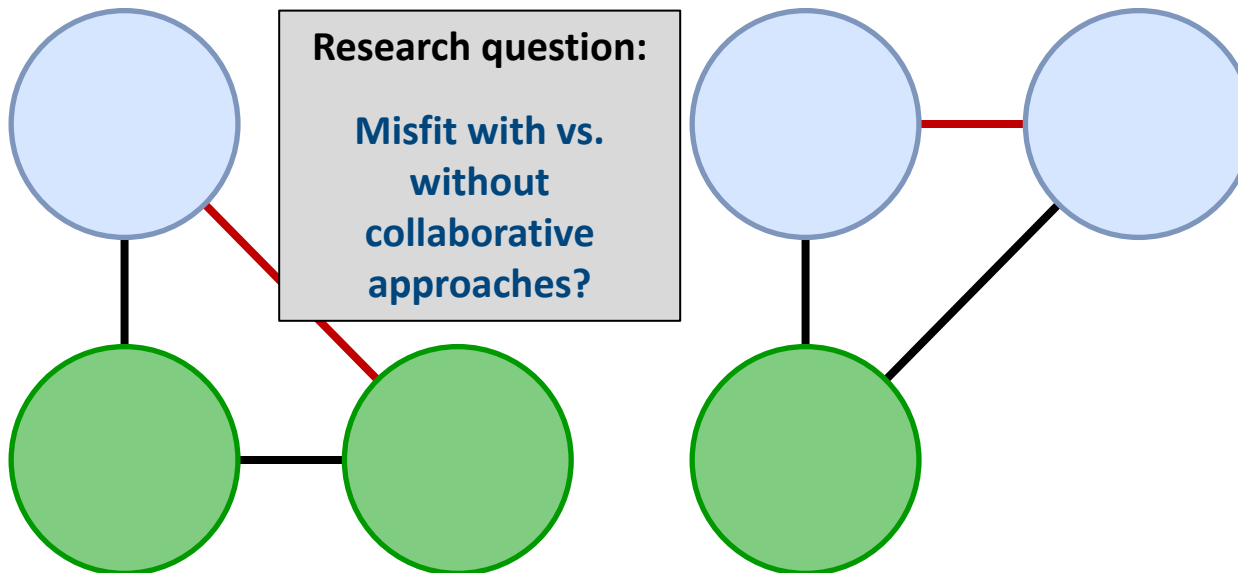 Research question:
Misfit with vs.
without
collaborative
approaches?